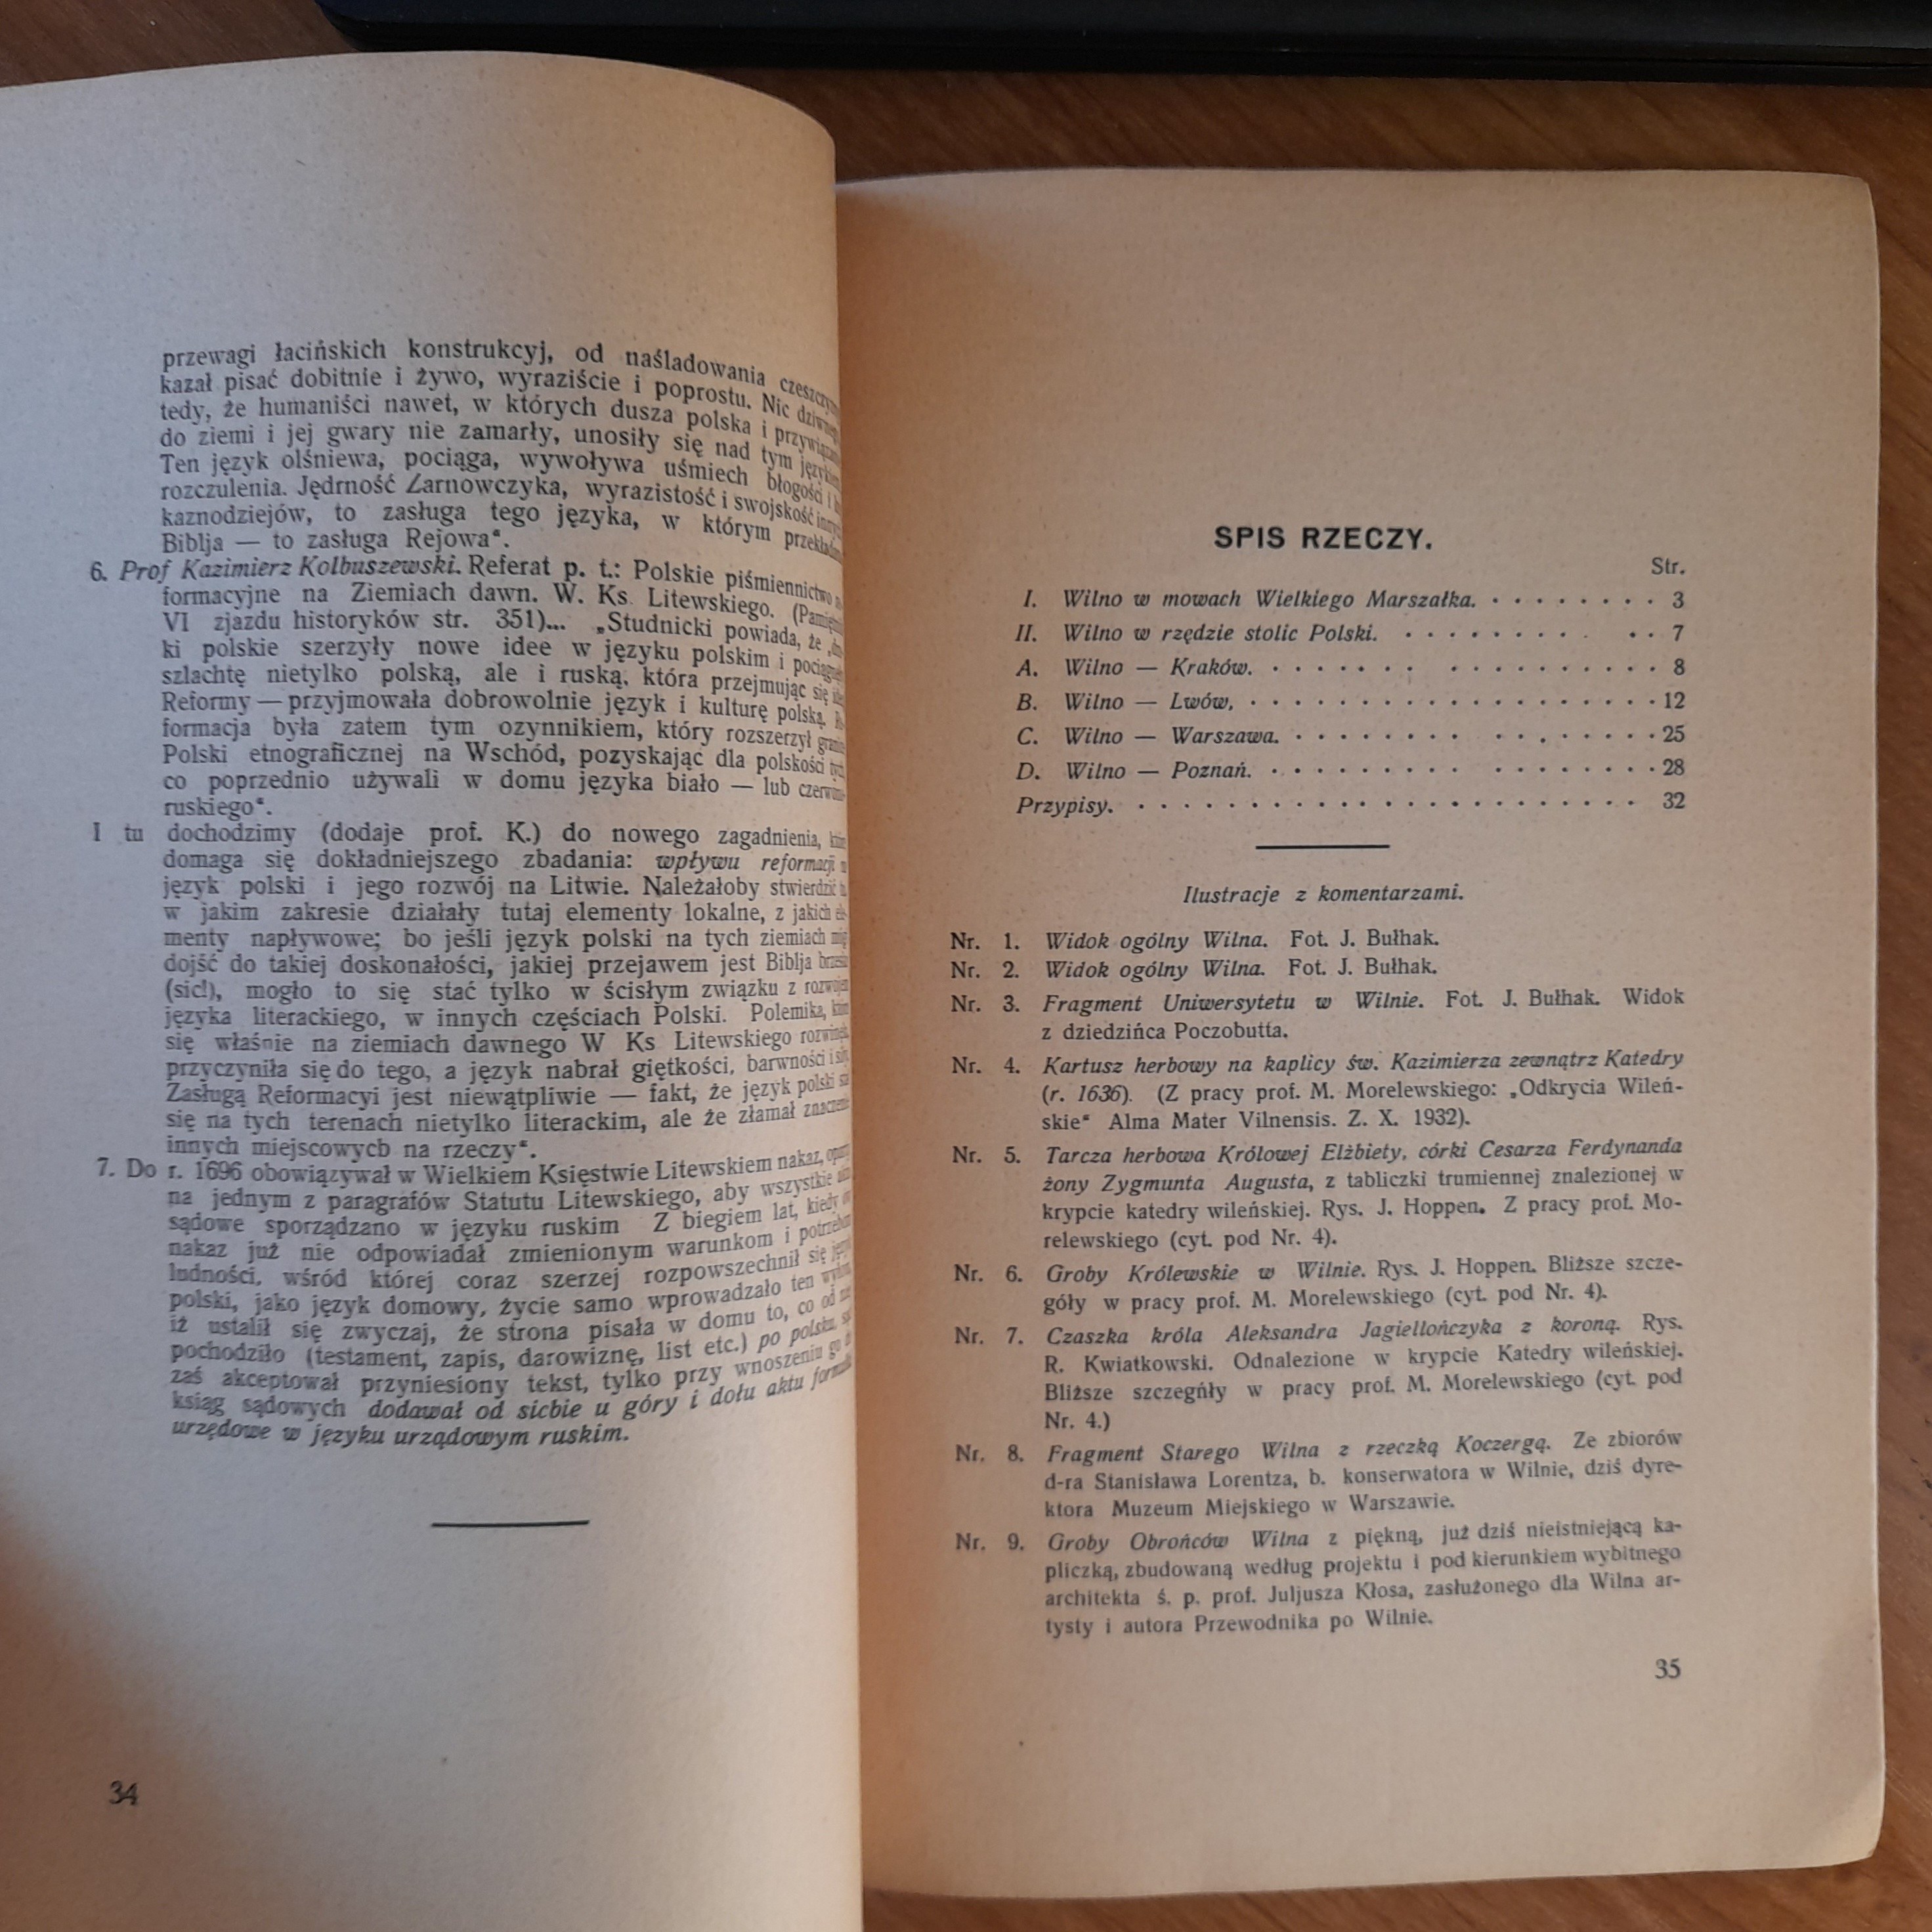 przewagi łacińskich konstrukcyj, od naśladowania
kazał pisać dobitnie i żywo, wyraziście i poprostu. Nic
tedy, że humaniści nawet, w których dusza polska i
do ziemi i jej gwary nie zamarły, unosiły się nad tym
Ten język olśniewa, pociąga, wywoływa uśmiech błogości i
rozczulenia. Jędrność Żarnowczyka, wyrazistość i swojskość
kaznodziejów, to zasługa tego języka, w którym
Biblja — to zasługa Rejowa“.
6. Prof Kazimierz Kolbuszewski. Referat p. t.: Polskie piśmiennictwo
formacyjne na Ziemiach dawn. W. Ks. Litewskiego.
VI zjazdu historyków str. 351)... „Studnicki powiada, że
ki polskie szerzyły nowe idee w języku polskim i
szlachtę nietylko polską, ale i ruską, która przejmując się
Reformy — przyjmowała dobrowolnie język i kulturę polską.
formacja była zatem tym ozynnikiem, który rozszerzył
Polski etnograficznej na Wschód, pozyskając dla polskości
co poprzednio używali w domu języka biało — lub
ruskiego“.
I tu dochodzimy (dodaje prof. K.) do nowego zagadnienia,
domaga się dokładniejszego zbadania: wpływu reformacji
język polski i jego rozwój na Litwie. Należałoby stwierdzić
w jakim zakresie działały tutaj elementy lokalne, z jakich
menty napływowe; bo jeśli język polski na tych ziemiach
dojść do takiej doskonałości, jakiej przejawem jest Biblja
(sic!), mogło to się stać tylko w ścisłym związku z
języka literackiego, w innych częściach Polski. Polemika,
się właśnie na ziemiach dawnego W Ks Litewskiego
przyczyniła się do tego, a język nabrał giętkości, barwności i
Zasługą Reformacyi jest niewątpliwie — fakt, że język polski
się na tych terenach nietylko literackim, ale że złamał
innych miejscowycb na rzeczy“.
7. Do r. 1696 obowiązywał w Wielkiem Księstwie Litewskiem nakaz,
na jednym z paragrafów Statutu Litewskiego, aby wszystkie
sądowe sporządzano w języku ruskim Z biegiem lat, kiedy
nakaz już nie odpowiadał zmienionym warunkom i
ludności, wśród której coraz szerzej rozpowszechnił się
polski, jako język domowy, życie samo wprowadzało ten
iż ustalił się zwyczaj, że strona pisała w domu to, co od
pochodziło (testament, zapis, darowiznę, list etc.) po polsku,
zaś akceptował przyniesiony tekst, tylko przy wnoszeniu go
ksiąg sądowych dodawał od sicbie u góry i dołu aktu
urzędowe w języku urządowym ruskim.
34
SPIS RZECZY.
Str.
I. Wilno w mowach Wielkiego Marszałka. . . . . . . . . 3
II. Wilno w rzędzie stolic Polski. . . . . . . . . . . . 7
A. Wilno — Kraków. . . . . . . . . . . . . . . . . . 8
B. Wilno — Lwów, . . . . . . . . . . . . . . . . . . 12
C. Wilno — Warszawa. . . . . . . . . . . . . . . . 25
D. Wilno — Poznań. . . . . . . . . . . . . . . . . . 28
Przypisy. . . . . . . . . . . . . . . . . . . . . . . 32
Ilustracje z komentarzami.
Nr. 1. Widok ogólny Wilna. Fot. J. Bułhak.
Nr. 2. Widok ogólny Wilna. Fot. J. Bułhak.
Nr. 3. Fragment Uniwersytetu w Wilnie. Fot. J. Bułhak. Widok
z dziedzińca Poczobutta.
Nr. 4. Kartusz herbowy na kaplicy św. Kazimierza zewnątrz Katedry
(r. 1636). (Z pracy prof. M. Morelewskiego: „Odkrycia Wileń-
skie“ Alma Mater Vilnensis. Z. X. 1932).
Nr. 5. Tarcza herbowa Królowej Elżbiety, córki Cesarza Ferdynanda
żony Zygmunta Augusta, z tabliczki trumiennej znalezionej w
krypcie katedry wileńskiej. Rys. J. Hoppen. Z pracy prof. Mo-
relewskiego (cyt. pod Nr. 4).
Nr. 6. Groby Królewskie w Wilnie. Rys. J. Hoppen. Bliższe szcze-
góły w pracy prof. M. Morelewskiego (cyt. pod Nr. 4).
Nr. 7. Czaszka króla Aleksandra Jagiellończyka z koroną. Rys.
R. Kwiatkowski. Odnalezione w krypcie Katedry wileńskiej.
Bliższe szczegńły w pracy prof. M. Morelewskiego (cyt. pod
Nr. 4.)
Nr. 8. Fragment Starego Wilna z rzeczką Koczergą. Ze zbiorów
d-ra Stanisława Lorentza, b. konserwatora w Wilnie, dziś dyre-
ktora Muzeum Miejskiego w Warszawie.
Nr. 9. Groby Obrońców Wilna z piękną, już dziś nieistniejącą ka-
pliczką, zbudowaną według projektu i pod kierunkiem wybitnego
architekta ś. p. prof. Juljusza Kłosa, zasłużonego dla Wilna ar-
tysty i autora Przewodnika po Wilnie.
35